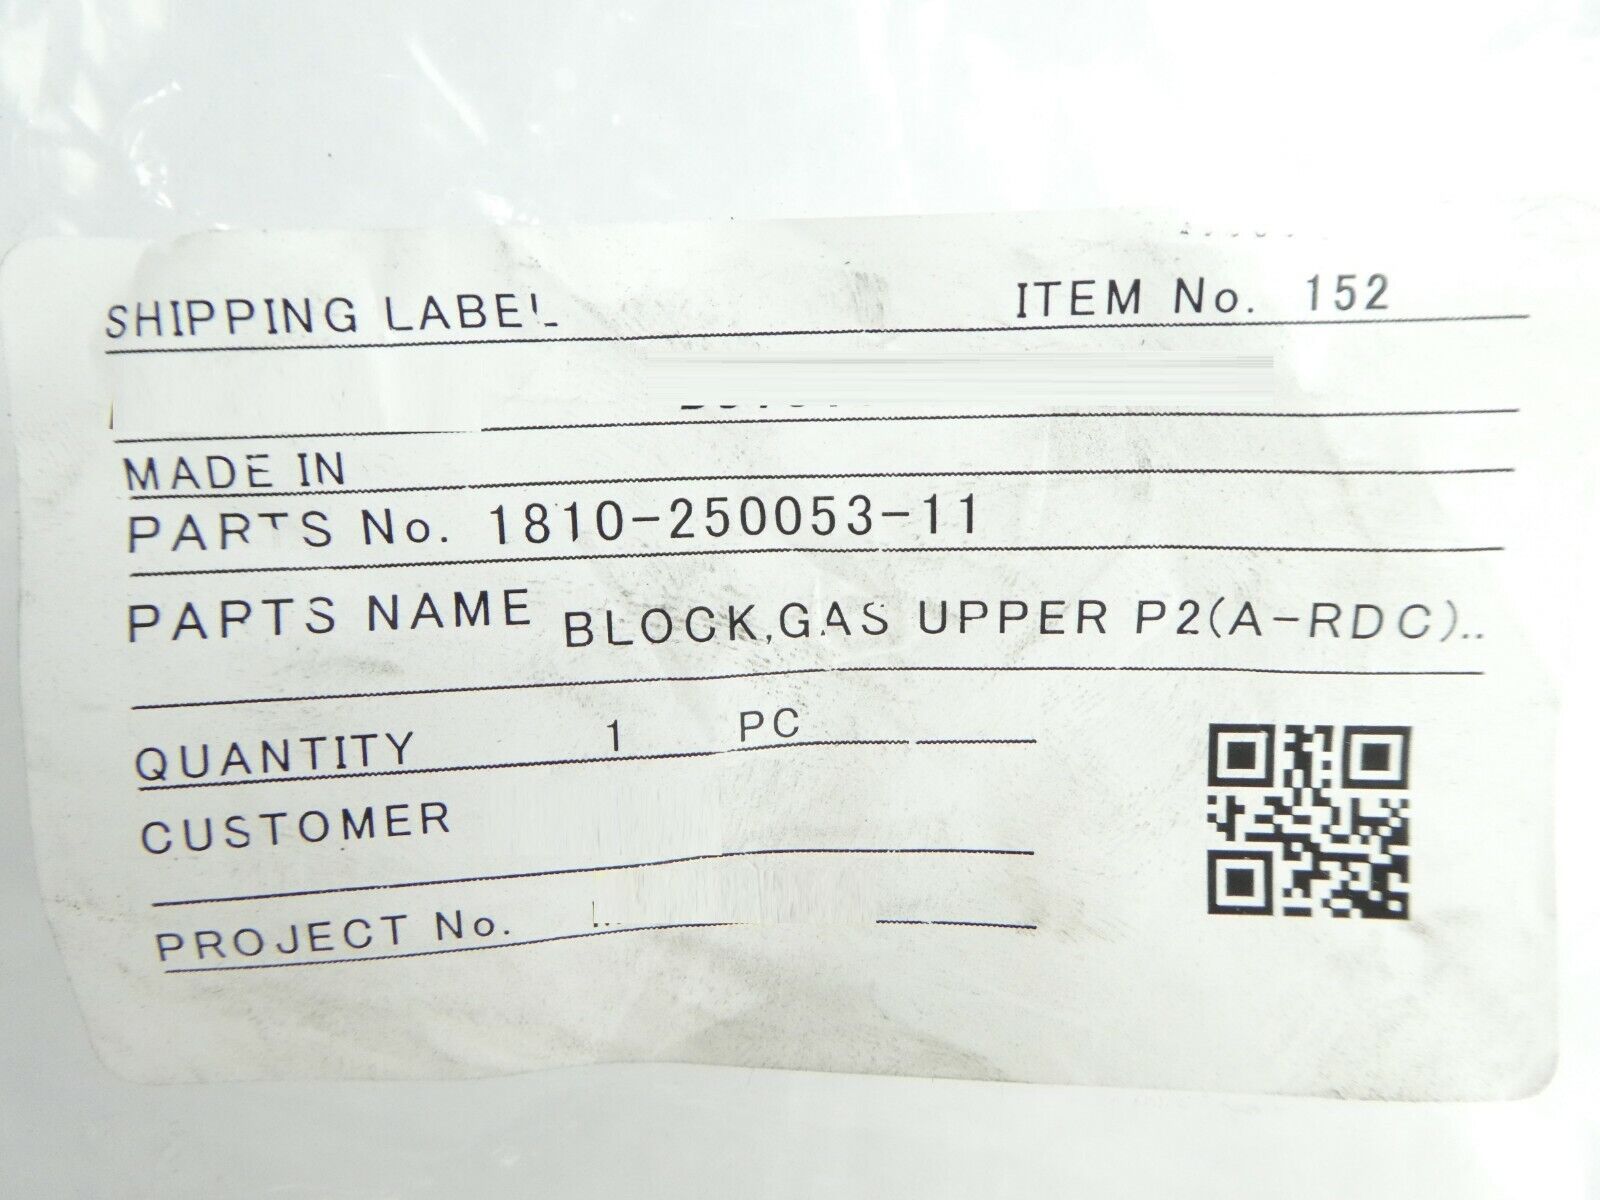 SHIPPING LABEL ITEM No. 152
MADE IN
PARTS No. 1810-250053-11
PARTS NAME BLOCK,GAS UPPER P2(A-RDC)..
QUANTITY 1 PC
CUSTOMER
PROJECT No.